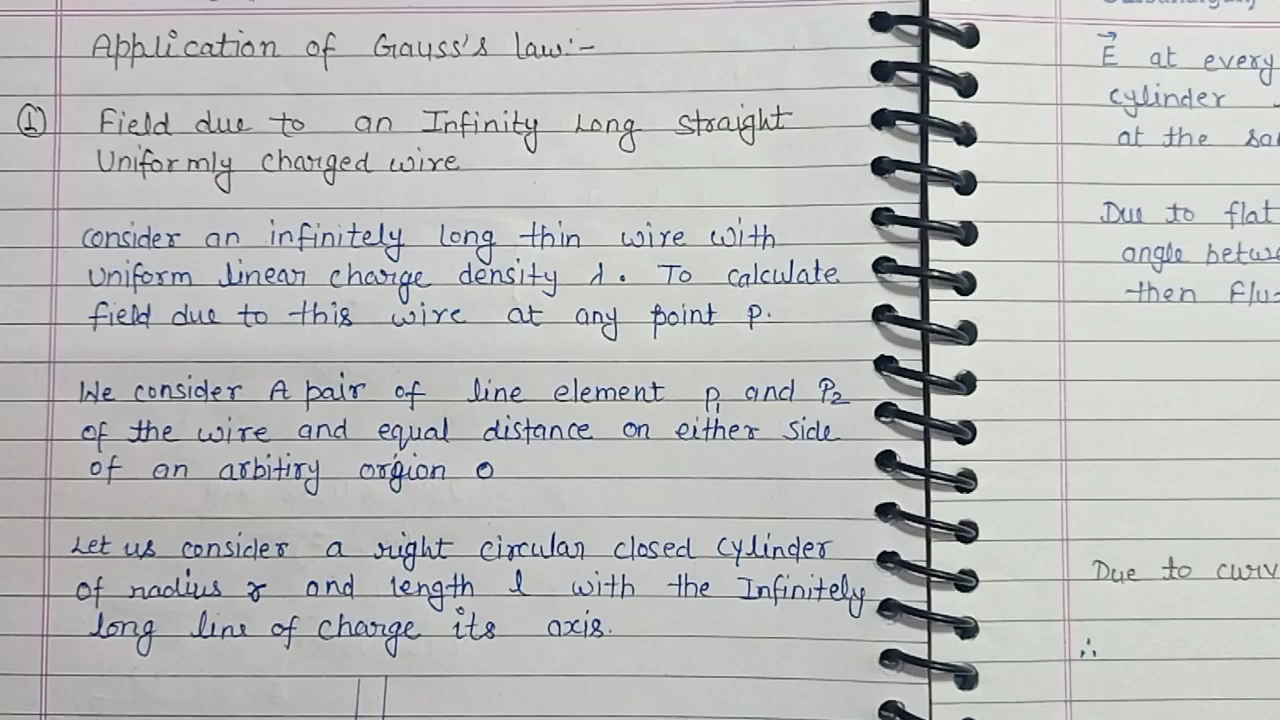 Application of Gauss's law:-
① Field due to an Infinity Long straight
Uniformly charged wire
consider an infinitely long thin wire with
Uniform linear charge density λ. To calculate
field due to this wire at any point p.
We consider A pair of line element P₁ and P₂
of the wire and equal distance on either side
of an arbitiry orgion o
Let us consider a right circular closed cylinder
of radius r and length l with the Infinitely
long line of charge its axis.
E⃗ at every
cylinder
at the
Due to flat
angle
then
Due to
∴